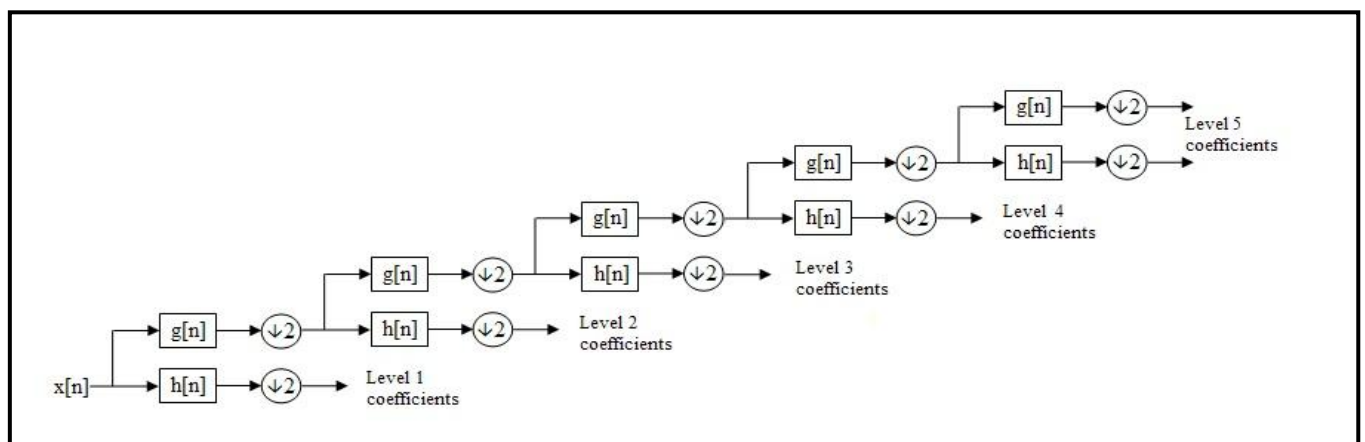 g[n] ↓2
Level 5
coefficients
g[n] ↓2 h[n] ↓2
g[n] ↓2 h[n] ↓2
Level 4
coefficients
g[n] ↓2 h[n] ↓2
Level 3
coefficients
g[n] ↓2 h[n] ↓2
Level 2
coefficients
x[n] h[n] ↓2
Level 1
coefficients